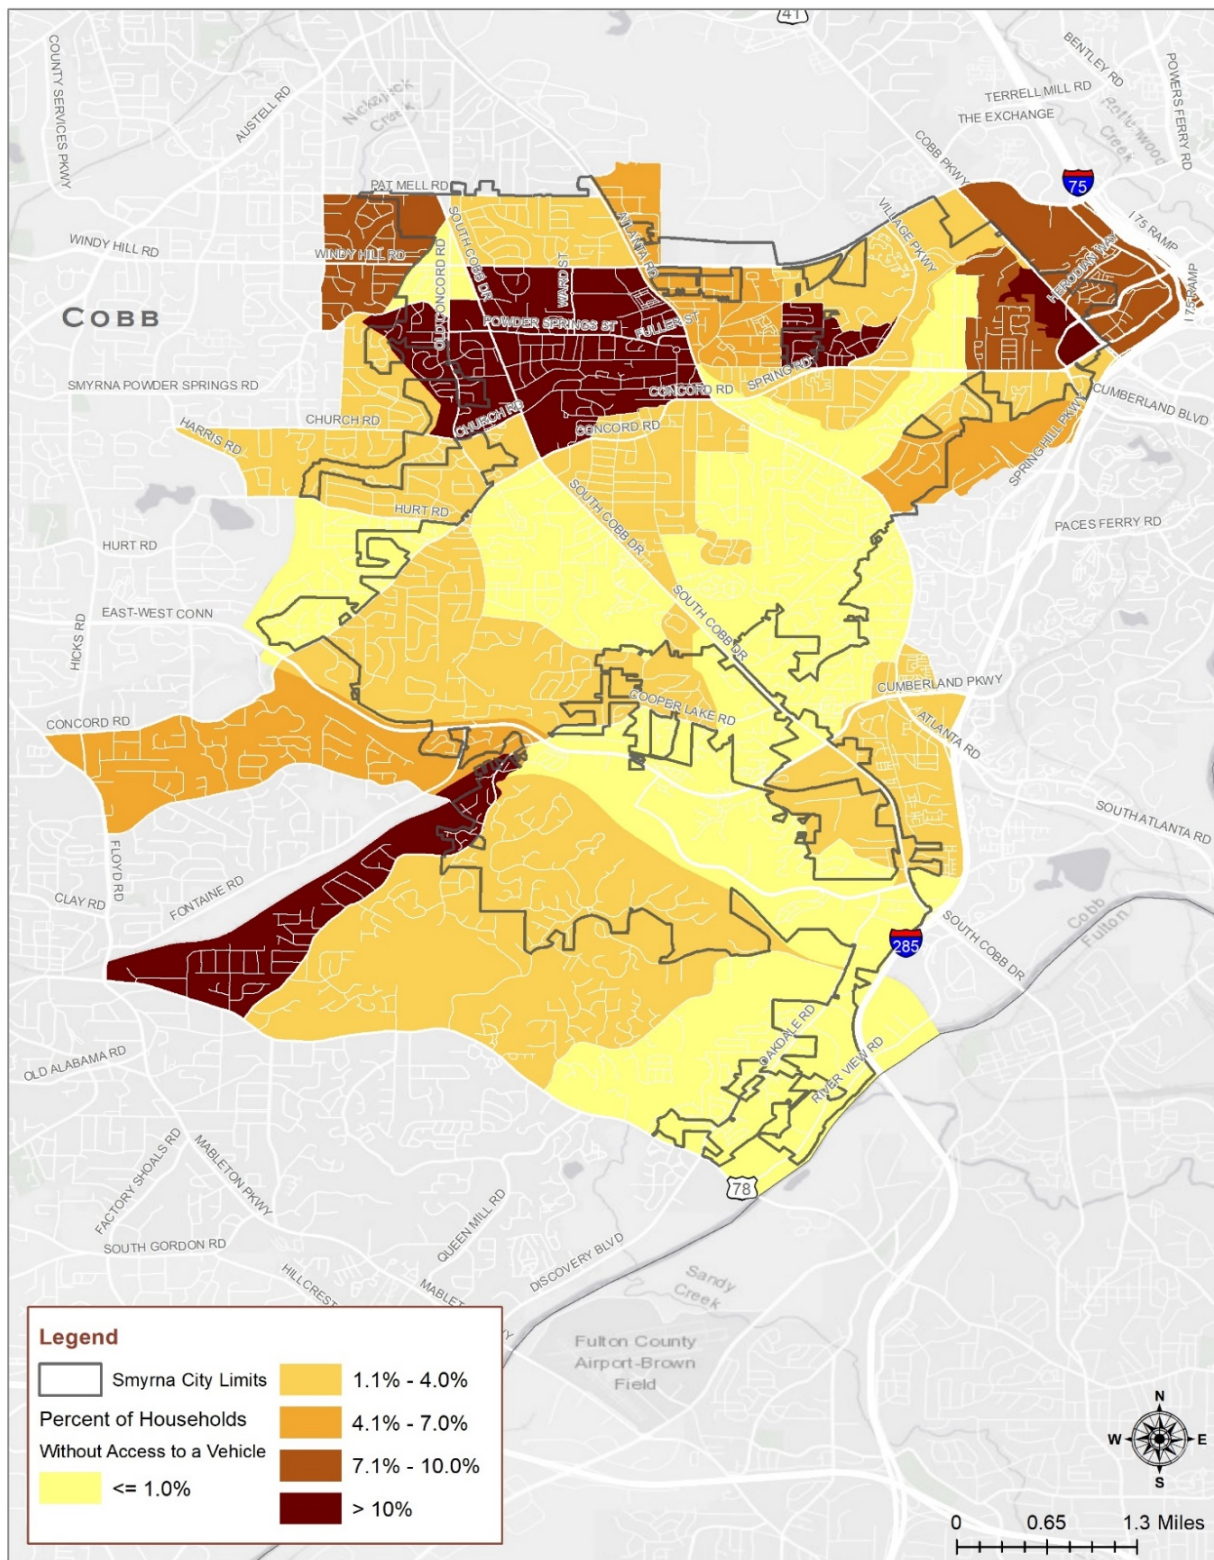 41
BENTLEY RD
COUNTY SERVICES PKWY
AUSTELL RD
Nickajack
Creek
TERRELL MILL RD
POWERS FERRY RD
THE EXCHANGE
Rottenwood
Creek
COBB PKWY
75
PAT MELL RD
SOUTH COBB DR
ATLANTA RD
VILLAGE PKWY
I 75 RAMP
WINDY HILL RD
WINDY HILL RD
OLD CONCORD RD
WARD ST
HERODIAN WAY
I 75 RAMP
COBB
POWDER SPRINGS ST
FULLER ST
SPRING RD
SMYRNA POWDER SPRINGS RD
CONCORD RD
CUMBERLAND BLVD
CHURCH RD
CHURCH RD
CONCORD RD
HARRIS RD
SPRING HILL PKWY
HURT RD
SOUTH COBB DR
PACES FERRY RD
HURT RD
EAST-WEST CONN
HICKS RD
SOUTH COBB DR
CUMBERLAND PKWY
CONCORD RD
COOPER LAKE RD
ATLANTA RD
SOUTH ATLANTA RD
FLOYD RD
CLAY RD
FONTAINE RD
Cobb
Fulton
285
SOUTH COBB DR
OAKDALE RD
RIVER VIEW RD
OLD ALABAMA RD
FACTORY SHOALS RD
MABLETON PKWY
78
QUEEN MILL RD
SOUTH GORDON RD
DISCOVERY BLVD
HILLCREST
Sandy
Creek
Fulton County
Airport-Brown
Field
Legend
Smyrna City Limits
Percent of Households
Without Access to a Vehicle
<= 1.0%
1.1% - 4.0%
4.1% - 7.0%
7.1% - 10.0%
> 10%
N
W E
S
0 0.65 1.3 Miles